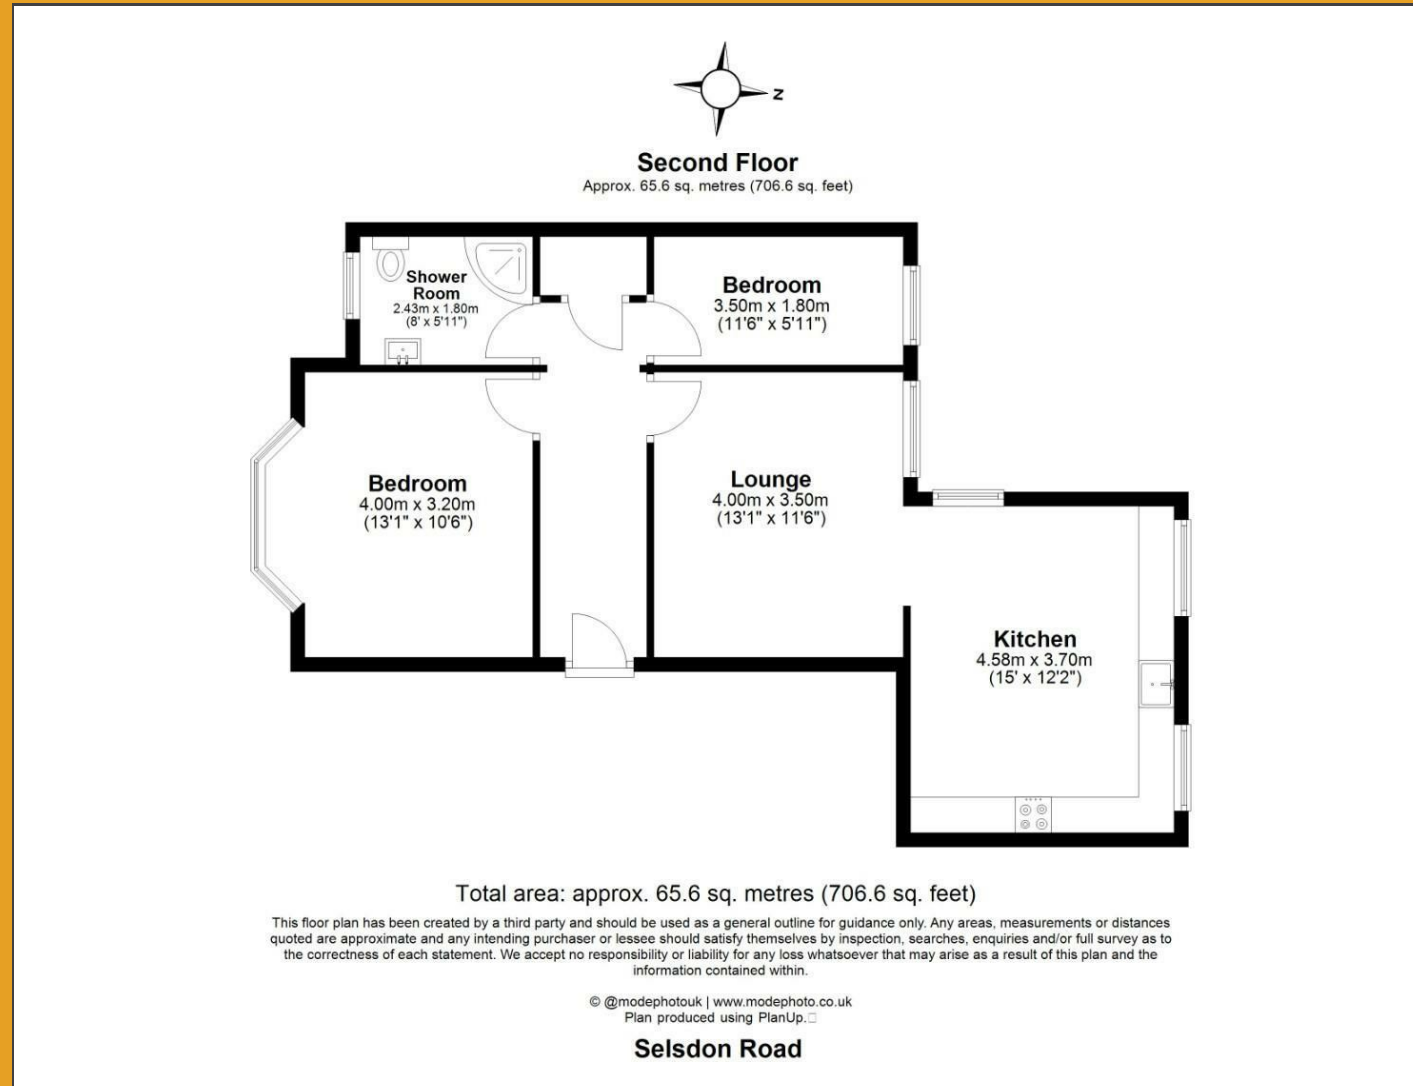 N
Second Floor
Approx. 65.6 sq. metres (706.6 sq. feet)
Shower
Room
2.43m x 1.80m
(8' x 5'11")
Bedroom
3.50m x 1.80m
(11'6" x 5'11")
Bedroom
4.00m x 3.20m
(13'1" x 10'6")
Lounge
4.00m x 3.50m
(13'1" x 11'6")
Kitchen
4.58m x 3.70m
(15' x 12'2")
Total area: approx. 65.6 sq. metres (706.6 sq. feet)
This floor plan has been created by a third party and should be used as a general outline for guidance only. Any areas, measurements or distances
quoted are approximate and any intending purchaser or lessee should satisfy themselves by inspection, searches, enquiries and/or full survey as to
the correctness of each statement. We accept no responsibility or liability for any loss whatsoever that may arise as a result of this plan and the
information contained within.
© @modephotouk | www.modephoto.co.uk
Plan produced using PlanUp.□
Selsdon Road